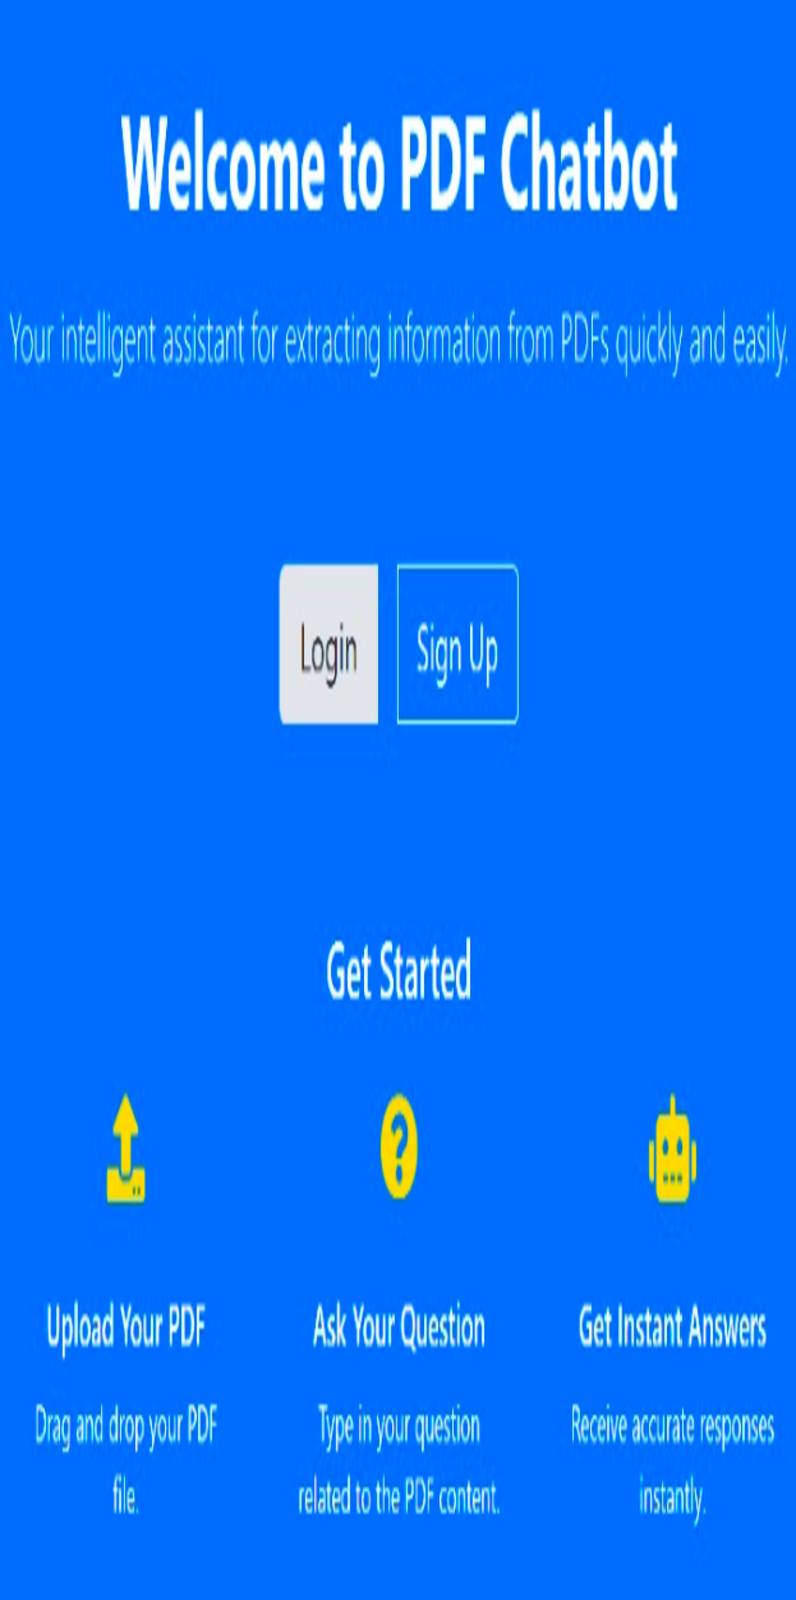 Welcome to PDF Chatbot
Your intelligent assistant for extracting information from PDFs quickly and easily.
Login
Sign Up
Get Started
Upload Your PDF
Drag and drop your PDF
file.
Ask Your Question
Type in your question
related to the PDF content.
Get Instant Answers
Receive accurate responses
instantly.